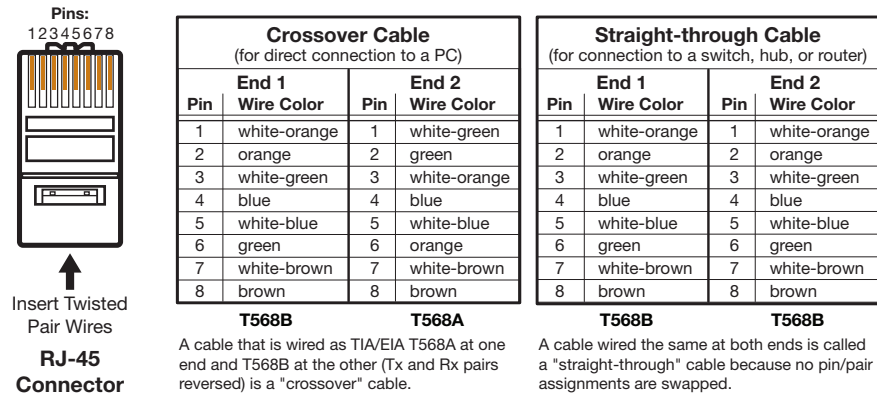 Pins:
12345678
Insert Twisted
Pair Wires
RJ-45
Connector
Crossover Cable
(for direct connection to a PC)
End 1 End 2
Pin Wire Color Pin Wire Color
1 white-orange 1 white-green
2 orange 2 green
3 white-green 3 white-orange
4 blue 4 blue
5 white-blue 5 white-blue
6 green 6 orange
7 white-brown 7 white-brown
8 brown 8 brown
T568B T568A
A cable that is wired as TIA/EIA T568A at one
end and T568B at the other (Tx and Rx pairs
reversed) is a "crossover" cable.
Straight-through Cable
(for connection to a switch, hub, or router)
End 1 End 2
Pin Wire Color Pin Wire Color
1 white-orange 1 white-orange
2 orange 2 orange
3 white-green 3 white-green
4 blue 4 blue
5 white-blue 5 white-blue
6 green 6 green
7 white-brown 7 white-brown
8 brown 8 brown
T568B T568B
A cable wired the same at both ends is called
a "straight-through" cable because no pin/pair
assignments are swapped.